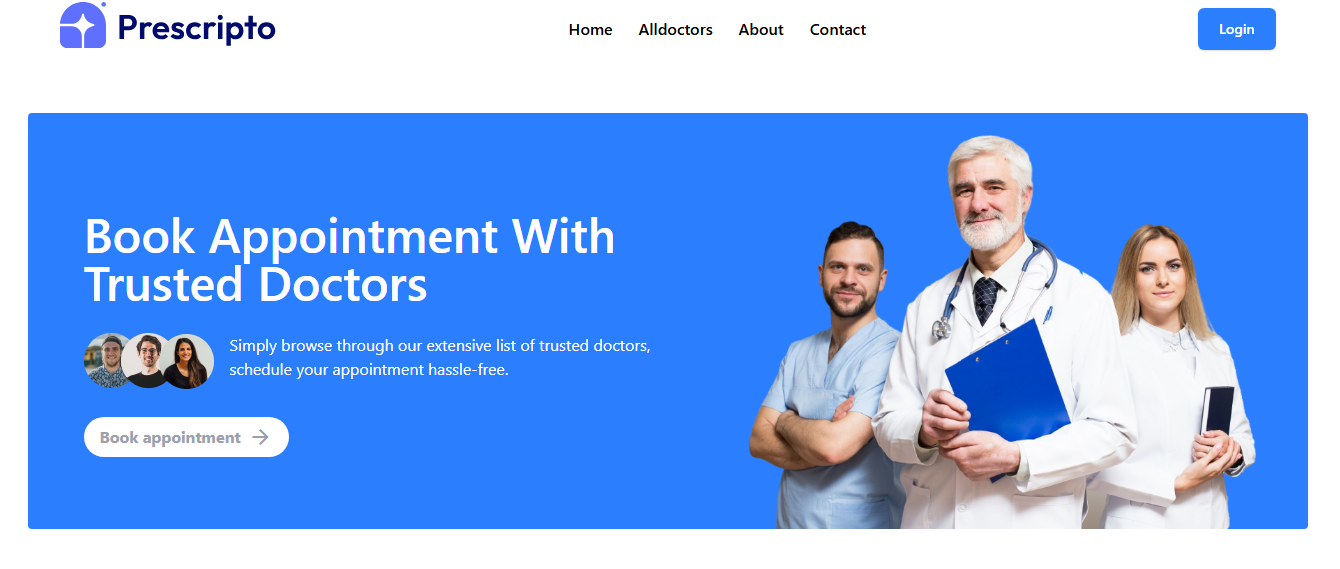 Prescripto
Home
Alldoctors
About
Contact
Login
Book Appointment With
Trusted Doctors
Simply browse through our extensive list of trusted doctors,
schedule your appointment hassle-free.
Book appointment